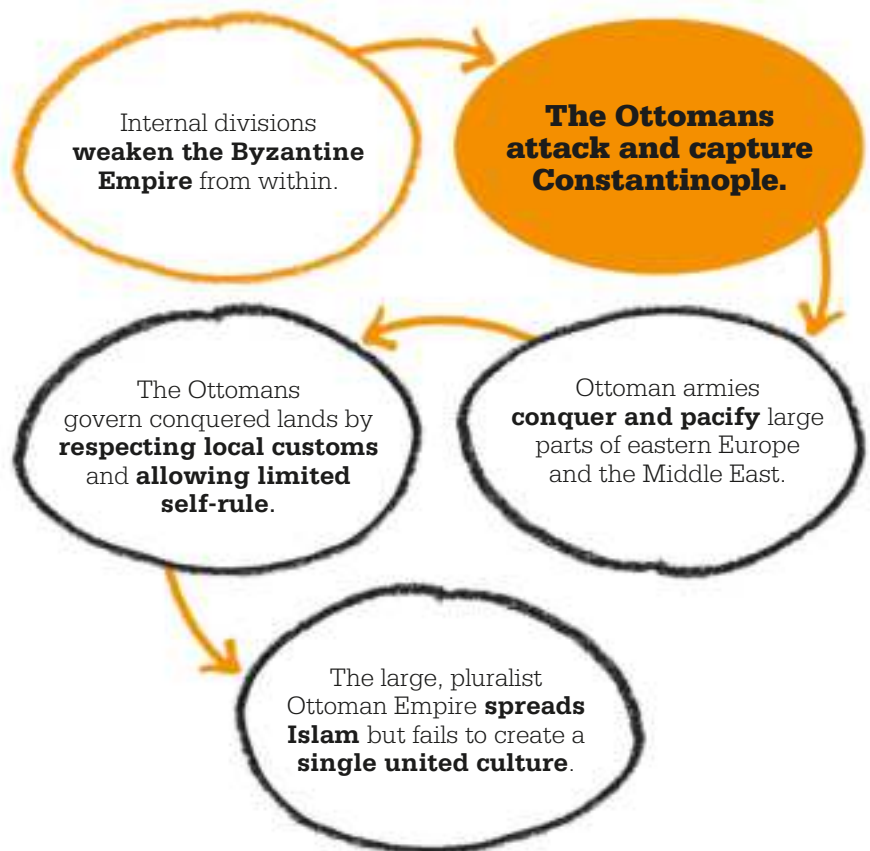 Internal divisions
weaken the Byzantine
Empire from within.
The Ottomans
attack and capture
Constantinople.
Ottoman armies
conquer and pacify large
parts of eastern Europe
and the Middle East.
The Ottomans
govern conquered lands by
respecting local customs
and allowing limited
self-rule.
The large, pluralist
Ottoman Empire spreads
Islam but fails to create a
single united culture.